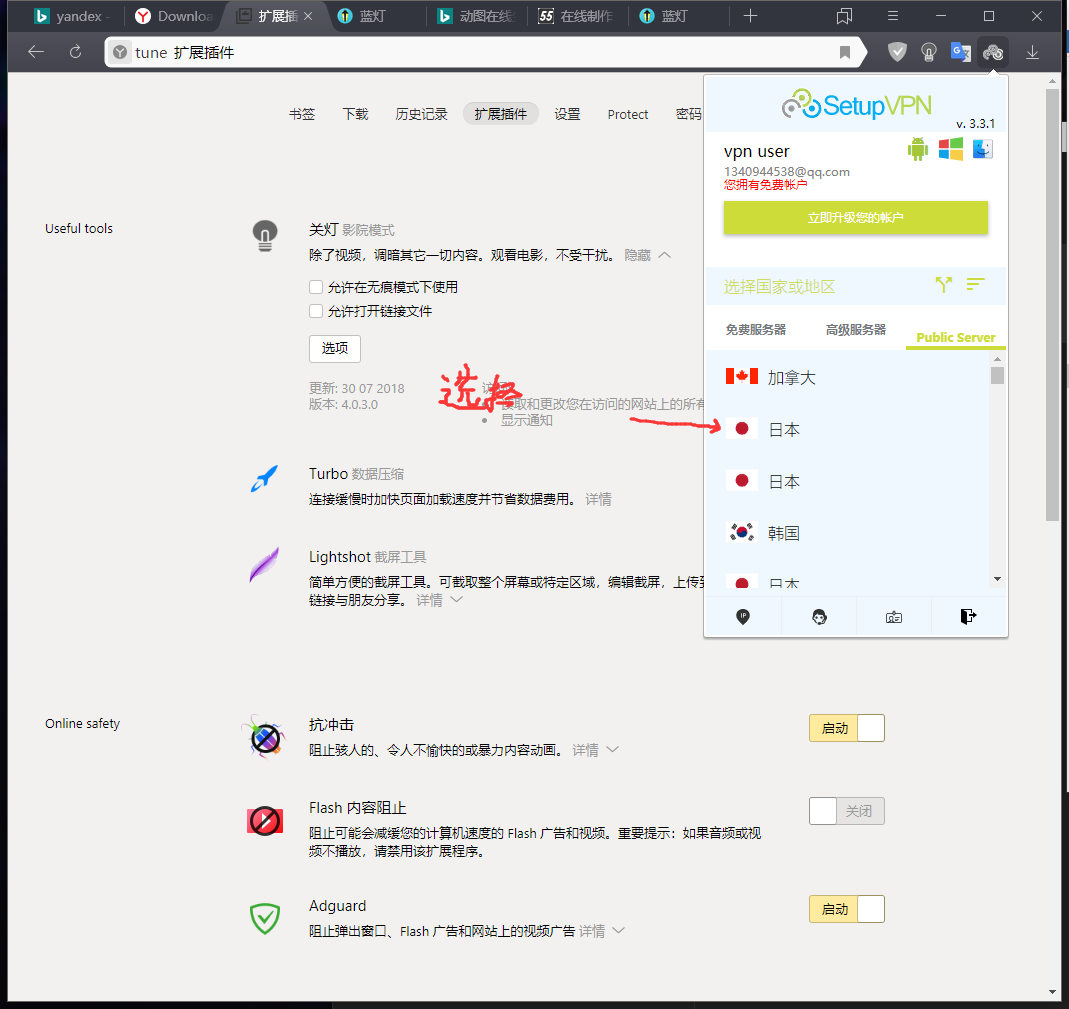 yandex
Downloa
扩展插
蓝灯
动图在线
55 在线制作
蓝灯
tune 扩展插件
书签 下载 历史记录 扩展插件 设置 Protect 密码
SetupVPN
v. 3.3.1
vpn user
1340944538@qq.com
您拥有免费帐户
立即升级您的帐户
选择国家或地区
免费服务器 高级服务器 Public Server
加拿大
日本
日本
韩国
日本
IP
Useful tools
关灯 影院模式
除了视频，调暗其它一切内容。观看电影，不受干扰。 隐藏
允许在无痕模式下使用
允许打开链接文件
选项
更新: 30 07 2018
版本: 4.0.3.0
选择
读取和更改您在访问的网站上的所有
显示通知
Turbo 数据压缩
连接缓慢时加快页面加载速度并节省数据费用。 详情
Lightshot 截屏工具
简单方便的截屏工具。可截取整个屏幕或特定区域，编辑截屏，上传到
链接与朋友分享。 详情
Online safety
抗冲击
阻止骇人的、令人不愉快的或暴力内容动画。 详情
启动
Flash 内容阻止
阻止可能会减缓您的计算机速度的 Flash 广告和视频。重要提示：如果音频或视
频不播放，请禁用该扩展程序。
关闭
Adguard
阻止弹出窗口、Flash 广告和网站上的视频广告 详情
启动